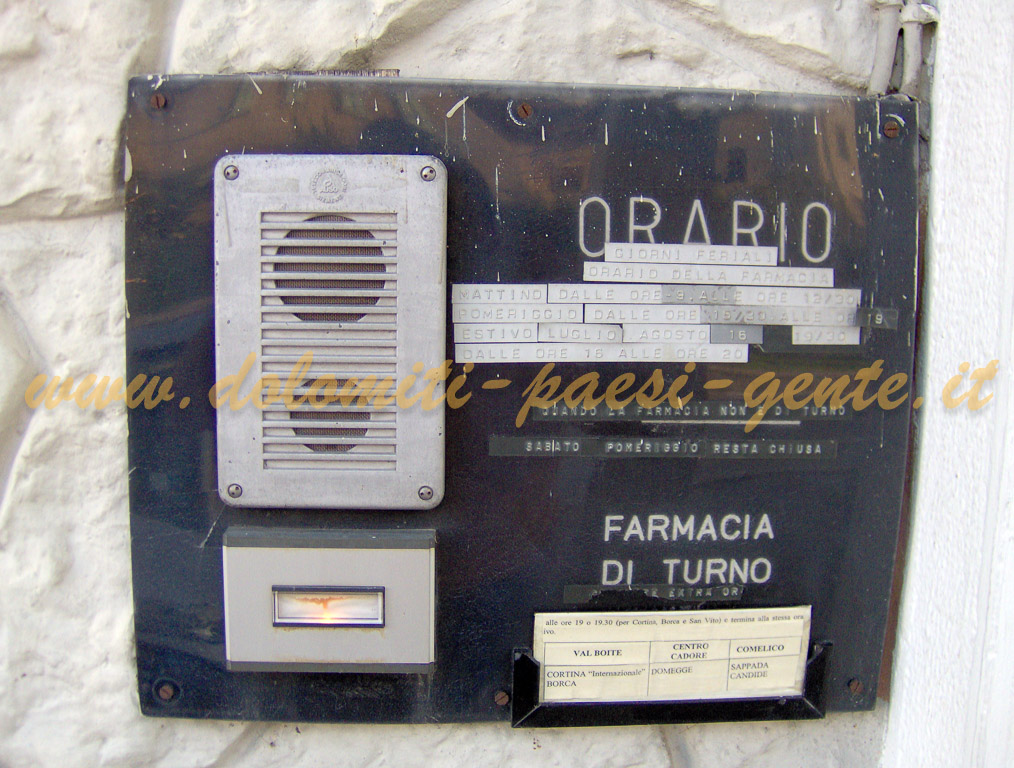 ORARIO
GIORNI FERIALI
ORARIO DELLA FARMACIA
MATTINO DALLE ORE 9 ALLE ORE 12/30
POMERIGGIO DALLE ORE 15/30 ALLE OR 19
ESTIVO LUGLIO AGOSTO 16 19/30
DALLE ORE 16 ALLE ORE 20
www.dolomiti-paesi-gente.it
QUANDO LA FARMACIA NON E DI TURNO
SABATO POMERIGGIO RESTA CHIUSA
FARMACIA
DI TURNO
EXTRA OR
alle ore 19 o 19.30 (per Cortina, Borca e San Vito) e termina alla stessa ora
ivo.
VAL BOITE CENTRO CADORE COMELICO
CORTINA "Internazionale" DOMEGGE SAPPADA
BORCA CANDIDE